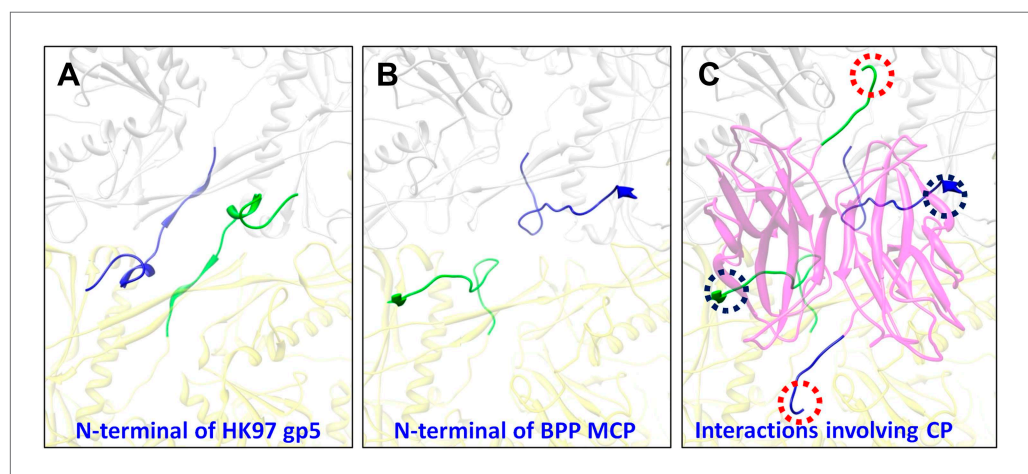 A
B
C
N-terminal of HK97 gp5
N-terminal of BPP MCP
Interactions involving CP